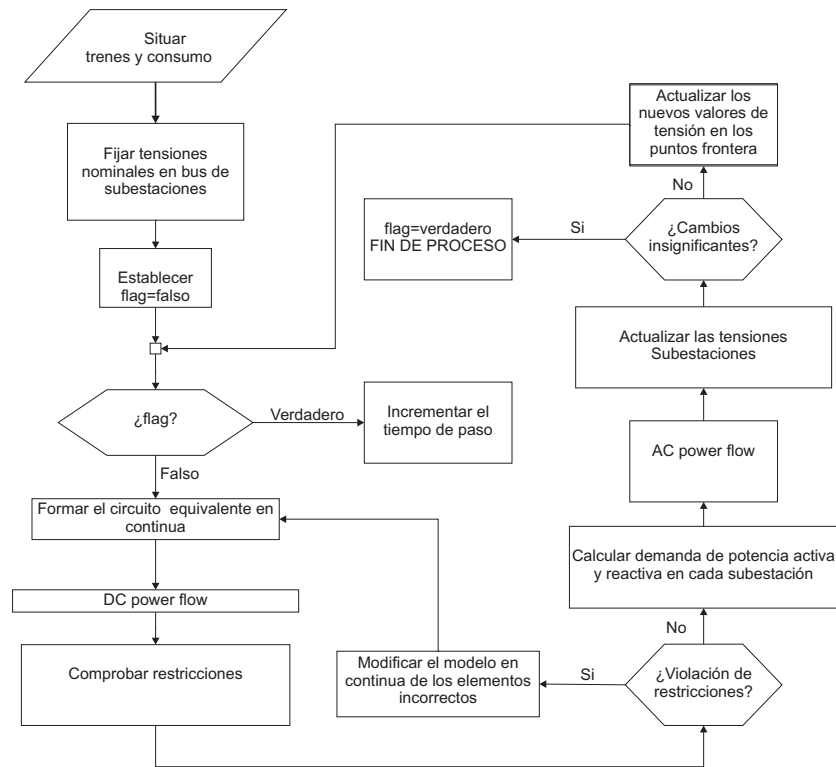 Situar
trenes y consumo
Fijar tensiones
nominales en bus de
subestaciones
Establecer
flag=falso
¿flag?
Verdadero
Incrementar el
tiempo de paso
Falso
Formar el circuito equivalente en
continua
DC power flow
Comprobar restricciones
Modificar el modelo en
continua de los elementos
incorrectos
Si
¿Violación de
restricciones?
No
Calcular demanda de potencia activa
y reactiva en cada subestación
AC power flow
Actualizar las tensiones
Subestaciones
¿Cambios
insignificantes?
Si
flag=verdadero
FIN DE PROCESO
No
Actualizar los
nuevos valores de
tensión en los
puntos frontera